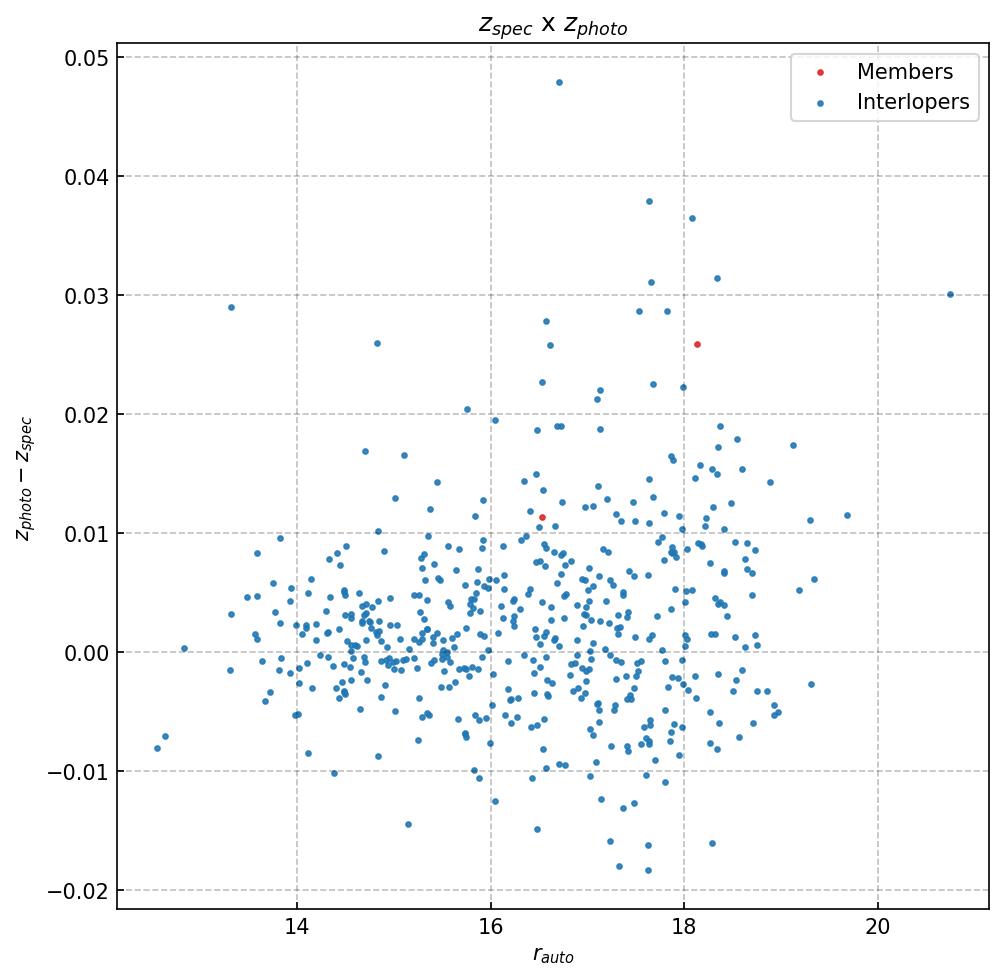 z_spec x z_photo
Members
Interlopers
0.05
0.04
0.03
0.02
0.01
0.00
−0.01
−0.02
z_photo − z_spec
14 16 18 20
r_auto